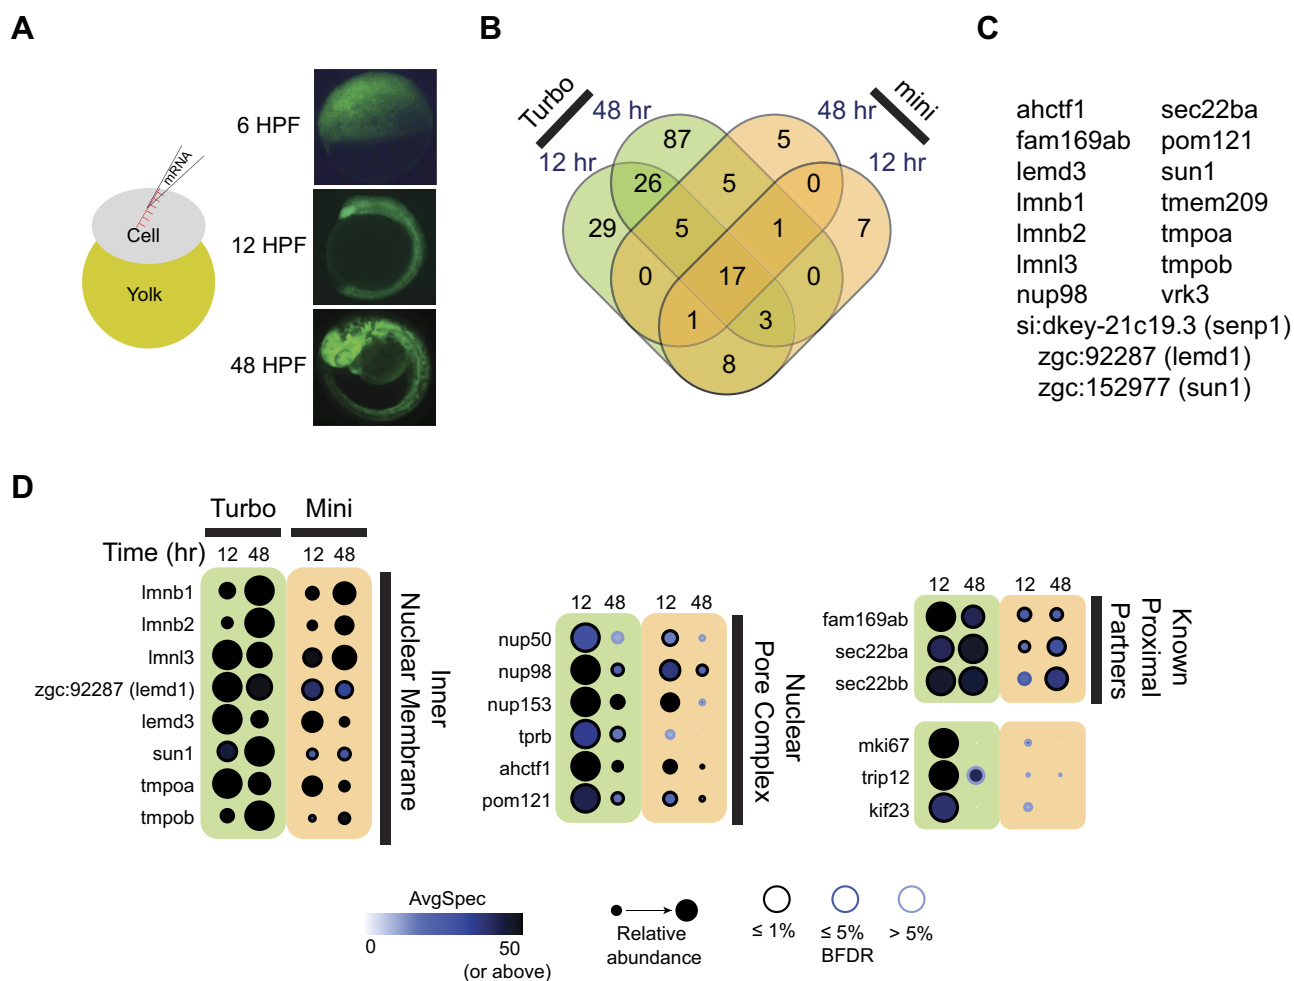 A
6 HPF
12 HPF
48 HPF
mRNA
Cell
Yolk
B
Turbo
48 hr
12 hr
mini
48 hr
12 hr
87
5
26
5
0
29
5
1
7
0
17
0
1
3
8
C
ahctf1 sec22ba
fam169ab pom121
lemd3 sun1
lmnb1 tmem209
lmnb2 tmpoa
lmnl3 tmpob
nup98 vrk3
si:dkey-21c19.3 (senp1)
zgc:92287 (lemd1)
zgc:152977 (sun1)
D
Turbo Mini
Time (hr) 12 48 12 48
lmnb1
lmnb2
lmnl3
zgc:92287 (lemd1)
lemd3
sun1
tmpoa
tmpob
Inner
Nuclear Membrane
12 48 12 48
nup50
nup98
nup153
tprb
ahctf1
pom121
Nuclear
Pore Complex
12 48 12 48
fam169ab
sec22ba
sec22bb
Known
Proximal
Partners
mki67
trip12
kif23
AvgSpec
0 50
(or above)
Relative
abundance
≤ 1% ≤ 5% > 5%
BFDR